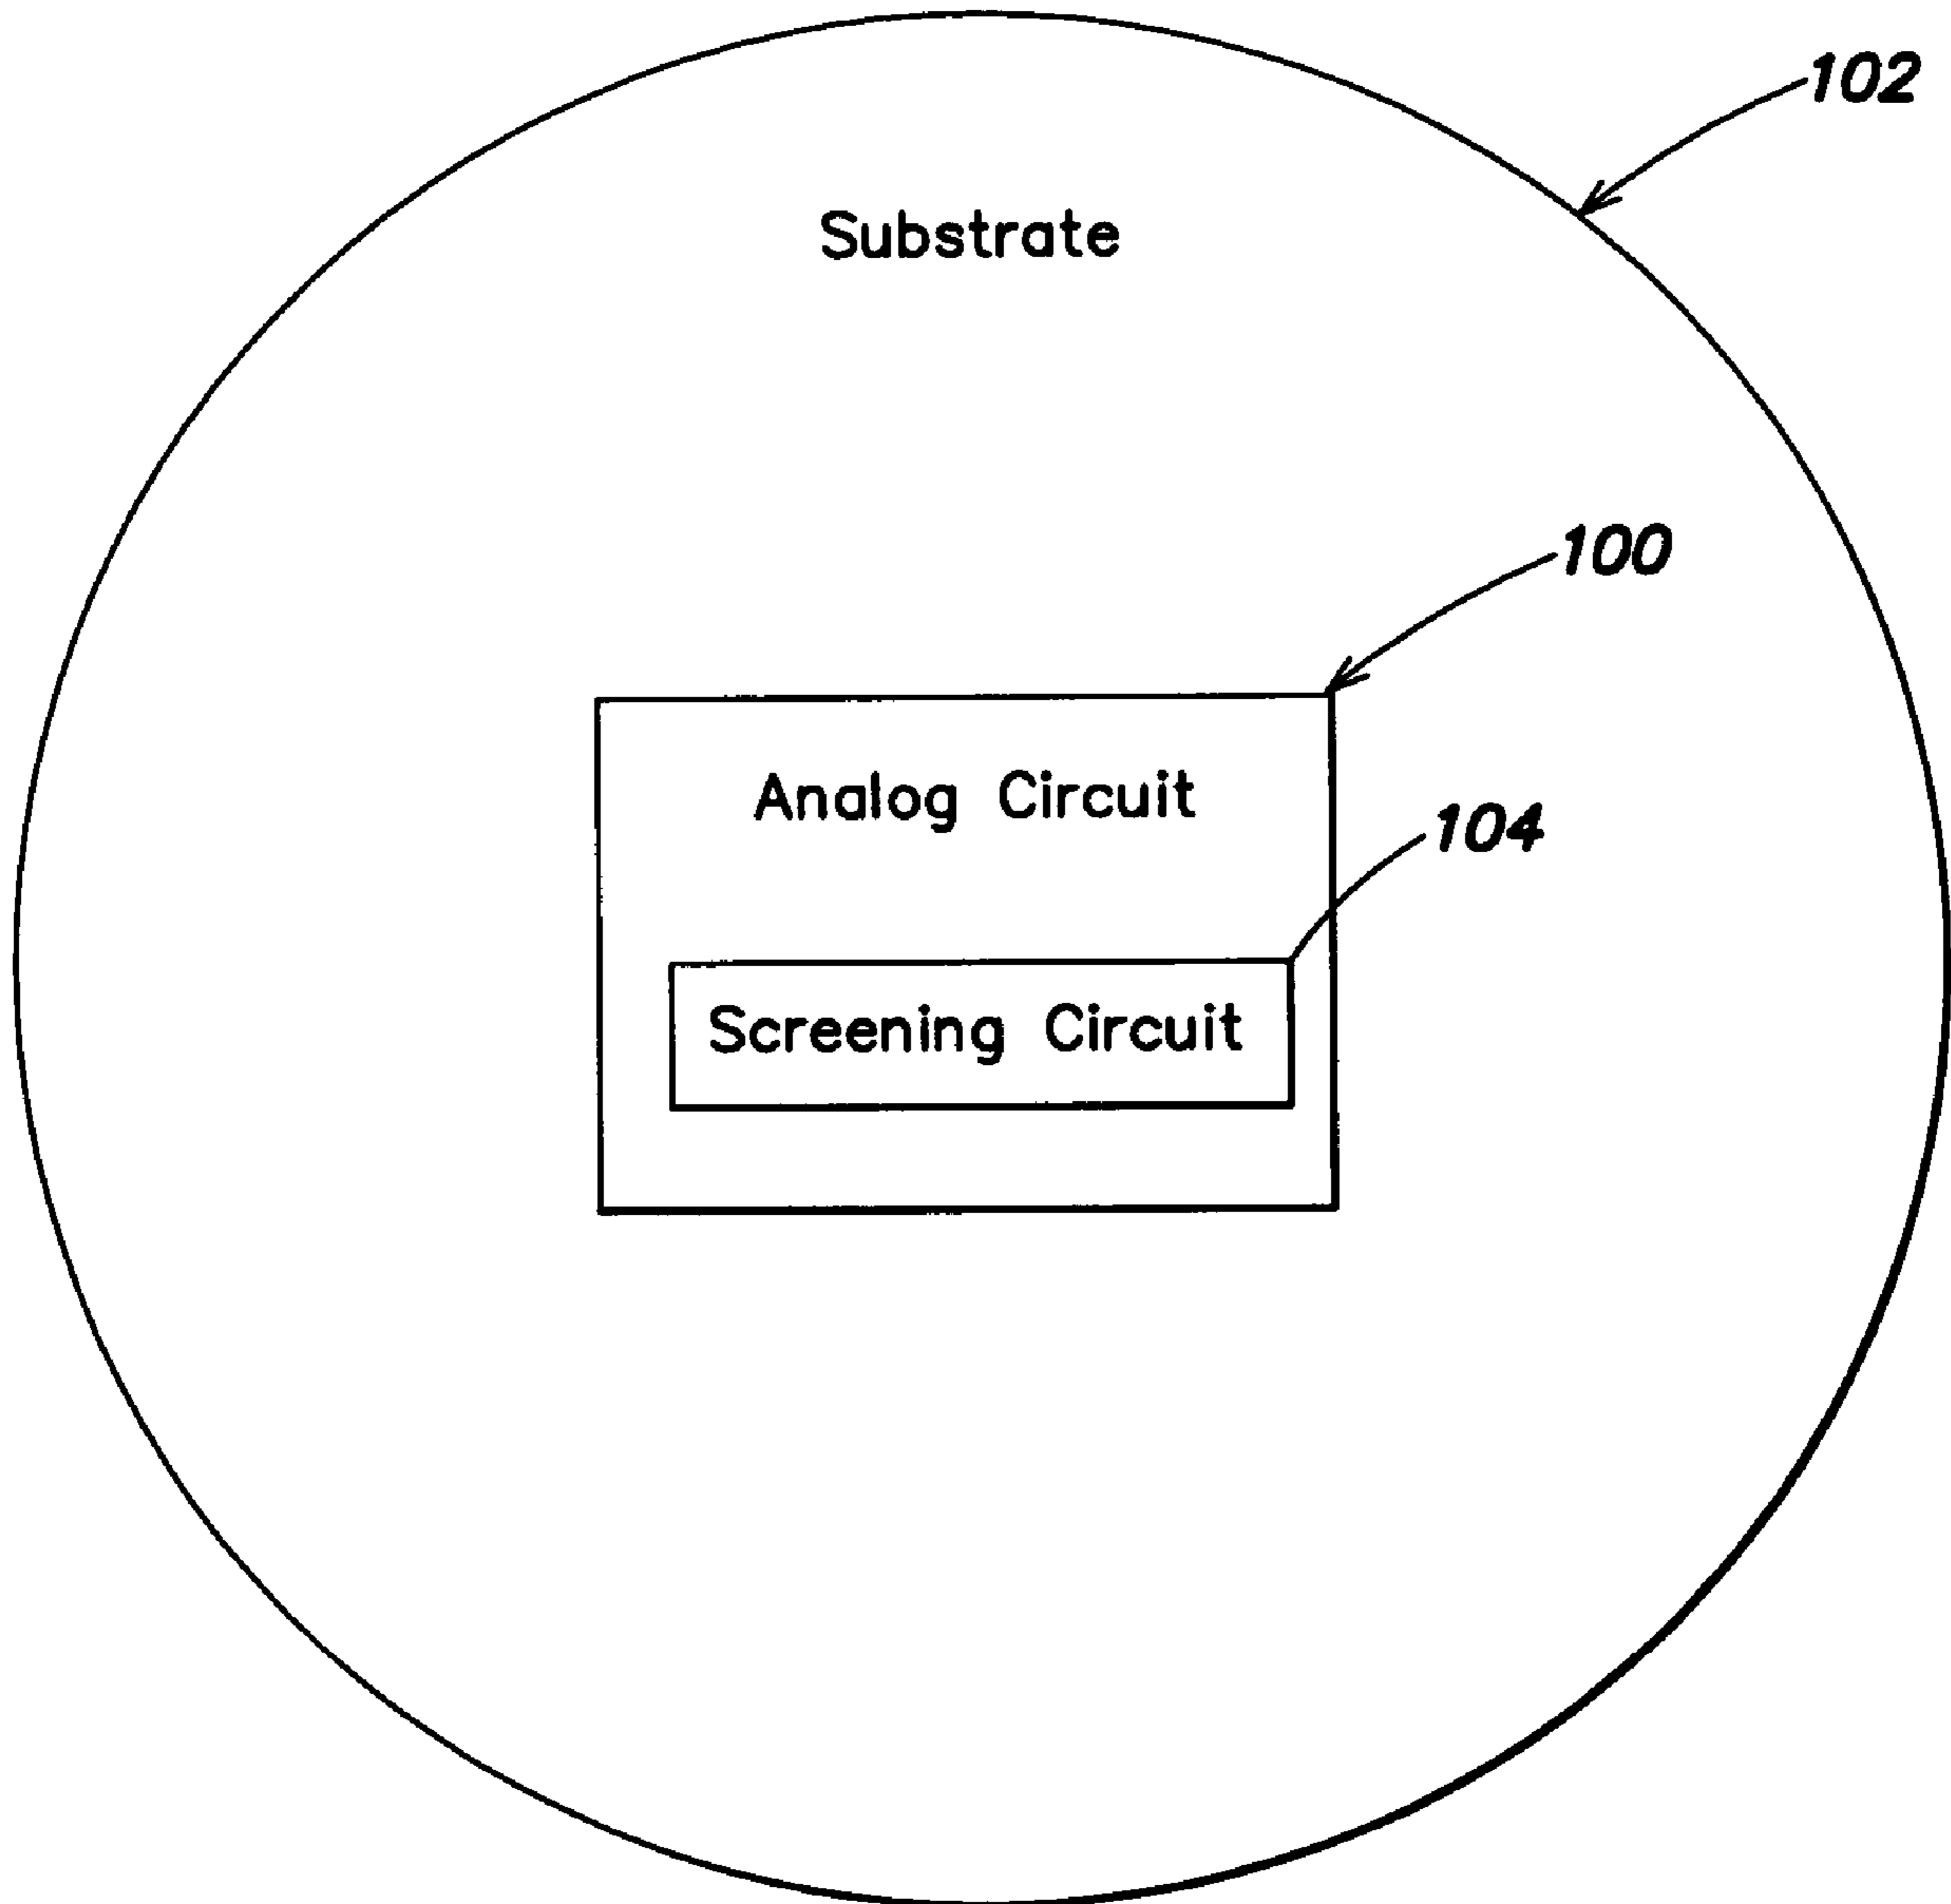 102
Substrate
100
Analog Circuit
104
Screening Circuit